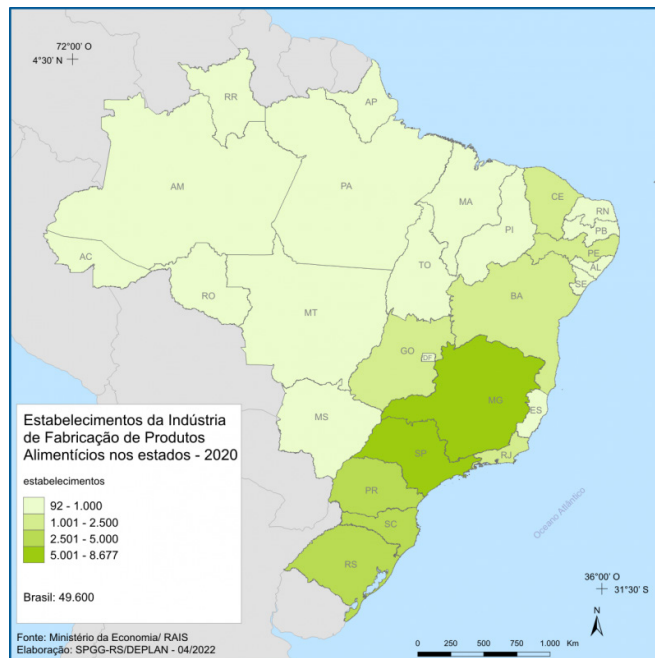 72°00' O
4°30' N
RR
AP
AM
PA
MA
CE
RN
PB
PI
PE
AL
SE
AC
TO
RO
BA
MT
GO
DF
MG
ES
MS
SP
RJ
PR
SC
RS
Oceano Atlântico
Estabelecimentos da Indústria
de Fabricação de Produtos
Alimentícios nos estados - 2020
estabelecimentos
92 - 1.000
1.001 - 2.500
2.501 - 5.000
5.001 - 8.677
Brasil: 49.600
36°00' O
31°30' S
N
Fonte: Ministério da Economia/ RAIS
Elaboração: SPGG-RS/DEPLAN - 04/2022
0 250 500 750 1.000 Km